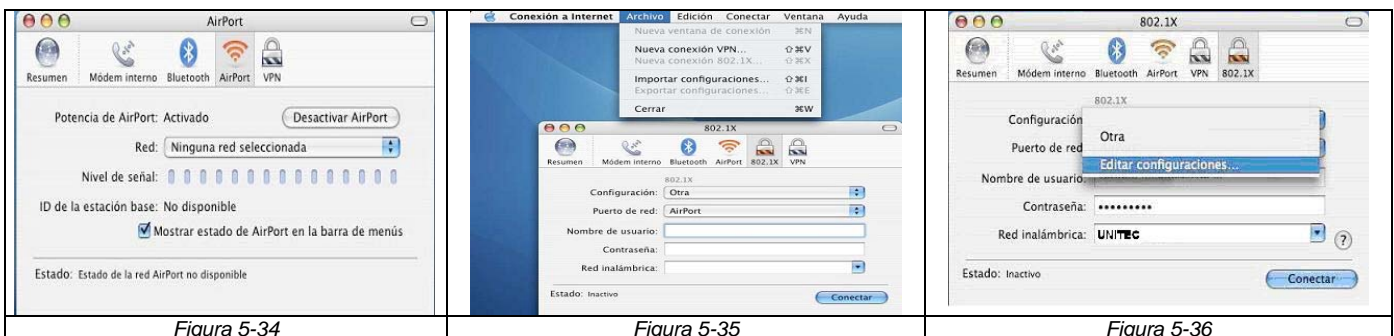 AirPort
Resumen Módem interno Bluetooth AirPort VPN
Potencia de AirPort: Activado Desactivar AirPort
Red: Ninguna red seleccionada
Nivel de señal:
ID de la estación base: No disponible
Mostrar estado de AirPort en la barra de menús
Estado: Estado de la red AirPort no disponible
Figura 5-34
Conexión a Internet Archivo Edición Conectar Ventana Ayuda
Nueva ventana de conexión ⌘N
Nueva conexión VPN... ⇧⌘V
Nueva conexión 802.1X... ⇧⌘X
Importar configuraciones... ⇧⌘I
Exportar configuraciones... ⇧⌘E
Cerrar ⌘W
802.1X
Resumen Módem interno Bluetooth AirPort 802.1X VPN
802.1X
Configuración: Otra
Puerto de red: AirPort
Nombre de usuario:
Contraseña:
Red inalámbrica:
Estado: Inactivo Conectar
Figura 5-35
802.1X
Resumen Módem interno Bluetooth AirPort VPN 802.1X
802.1X
Configuración
Otra
Puerto de red
Editar configuraciones...
Nombre de usuario:
Contraseña: •••••••••
Red inalámbrica: UNITEC ?
Estado: Inactivo Conectar
Figura 5-36